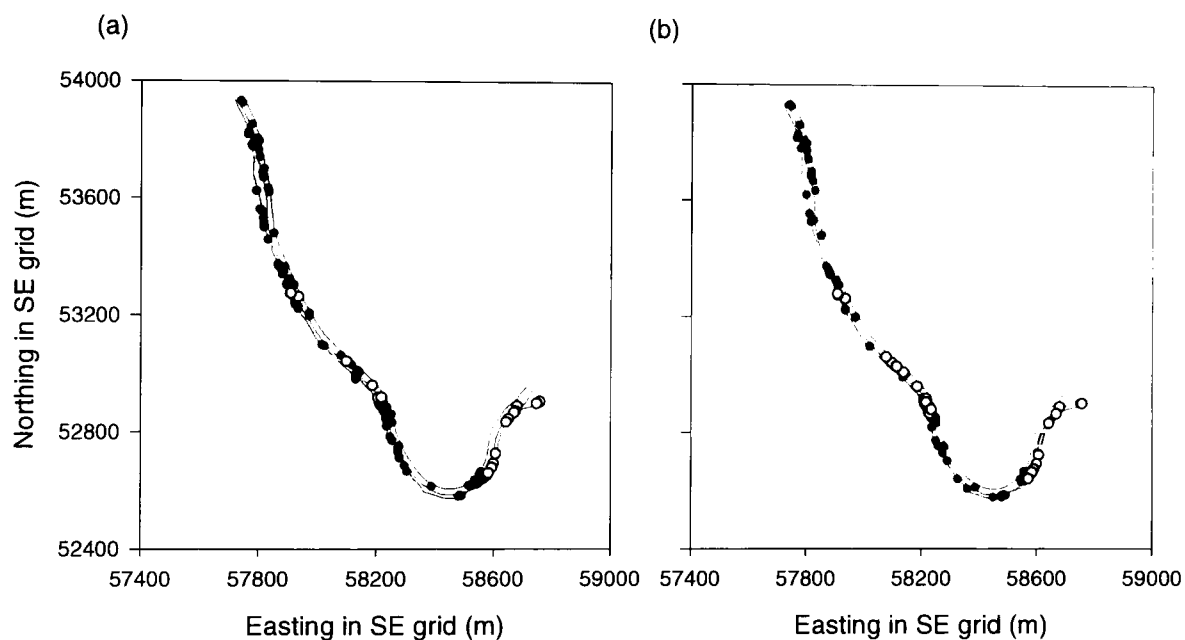 (a)
(b)
54000
53600
53200
52800
52400
Northing in SE grid (m)
57400 57800 58200 58600 59000
57400 57800 58200 58600 59000
Easting in SE grid (m)
Easting in SE grid (m)